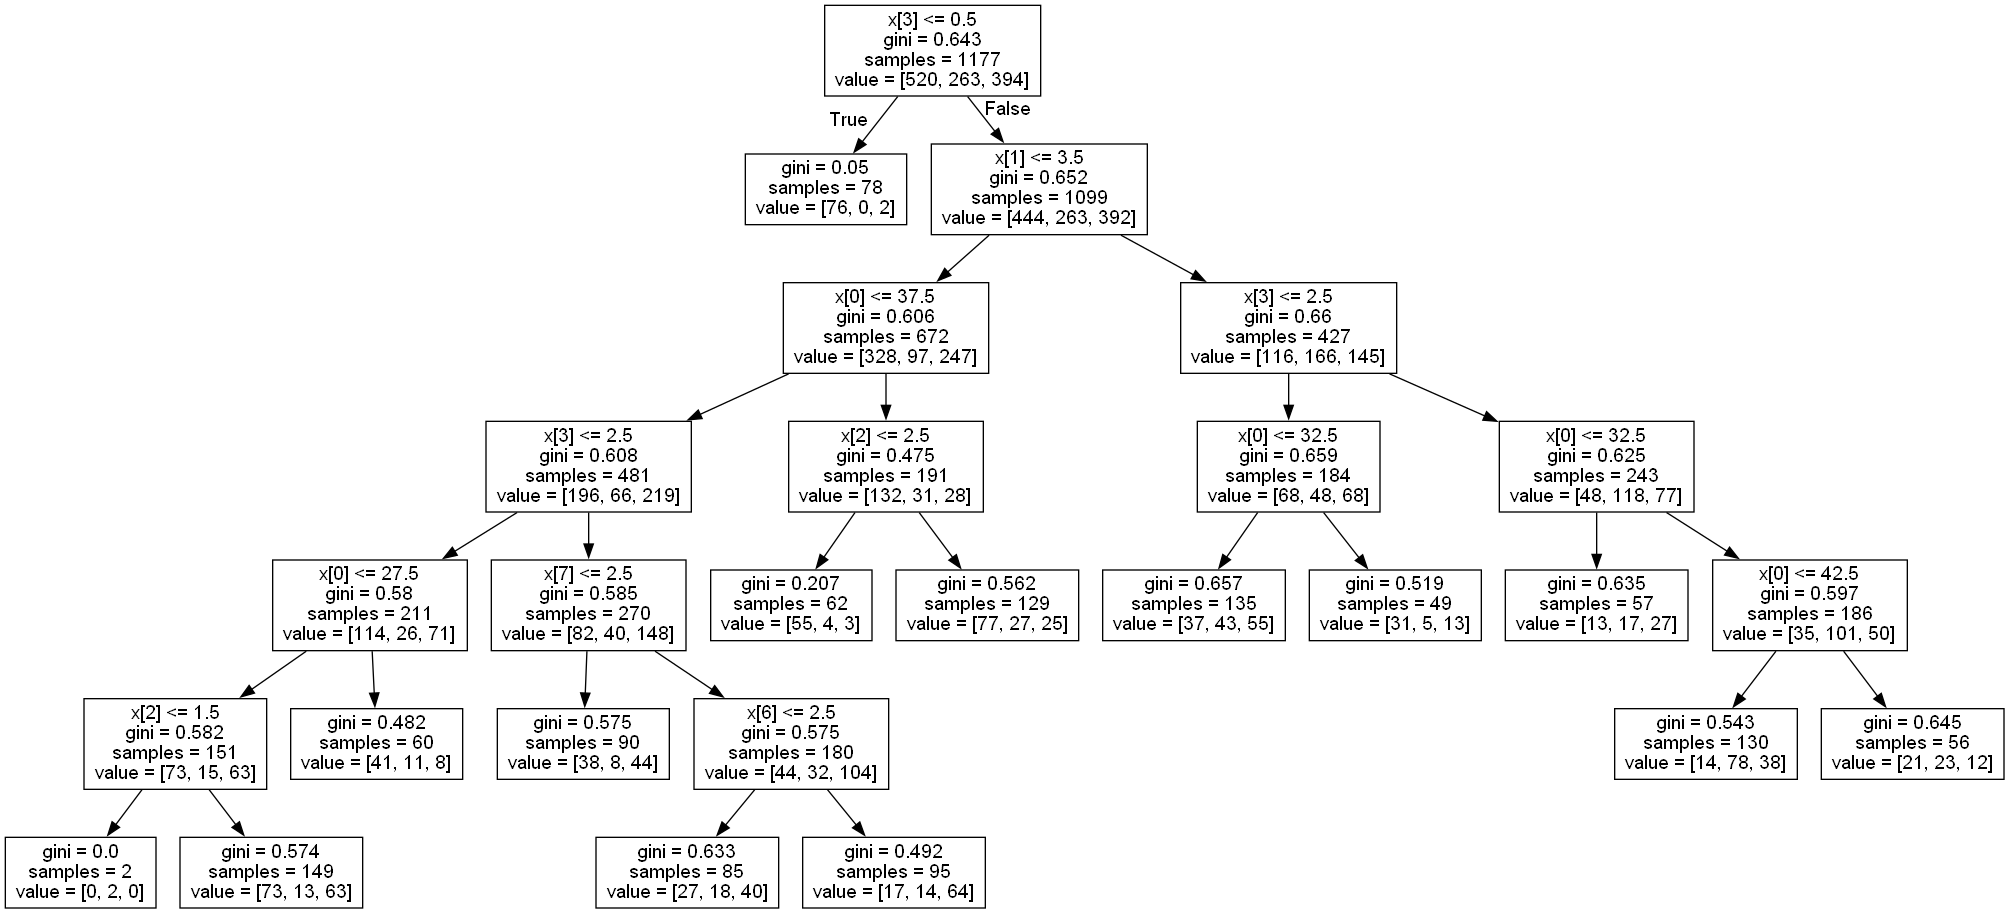 x[3] <= 0.5
gini = 0.643
samples = 1177
value = [520, 263, 394]
True
False
gini = 0.05
samples = 78
value = [76, 0, 2]
x[1] <= 3.5
gini = 0.652
samples = 1099
value = [444, 263, 392]
x[0] <= 37.5
gini = 0.606
samples = 672
value = [328, 97, 247]
x[3] <= 2.5
gini = 0.66
samples = 427
value = [116, 166, 145]
x[3] <= 2.5
gini = 0.608
samples = 481
value = [196, 66, 219]
x[2] <= 2.5
gini = 0.475
samples = 191
value = [132, 31, 28]
x[0] <= 32.5
gini = 0.659
samples = 184
value = [68, 48, 68]
x[0] <= 32.5
gini = 0.625
samples = 243
value = [48, 118, 77]
x[0] <= 27.5
gini = 0.58
samples = 211
value = [114, 26, 71]
x[7] <= 2.5
gini = 0.585
samples = 270
value = [82, 40, 148]
gini = 0.207
samples = 62
value = [55, 4, 3]
gini = 0.562
samples = 129
value = [77, 27, 25]
gini = 0.657
samples = 135
value = [37, 43, 55]
gini = 0.519
samples = 49
value = [31, 5, 13]
gini = 0.635
samples = 57
value = [13, 17, 27]
x[0] <= 42.5
gini = 0.597
samples = 186
value = [35, 101, 50]
x[2] <= 1.5
gini = 0.582
samples = 151
value = [73, 15, 63]
gini = 0.482
samples = 60
value = [41, 11, 8]
gini = 0.575
samples = 90
value = [38, 8, 44]
x[6] <= 2.5
gini = 0.575
samples = 180
value = [44, 32, 104]
gini = 0.543
samples = 130
value = [14, 78, 38]
gini = 0.645
samples = 56
value = [21, 23, 12]
gini = 0.0
samples = 2
value = [0, 2, 0]
gini = 0.574
samples = 149
value = [73, 13, 63]
gini = 0.633
samples = 85
value = [27, 18, 40]
gini = 0.492
samples = 95
value = [17, 14, 64]